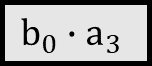 b₀ · a₃